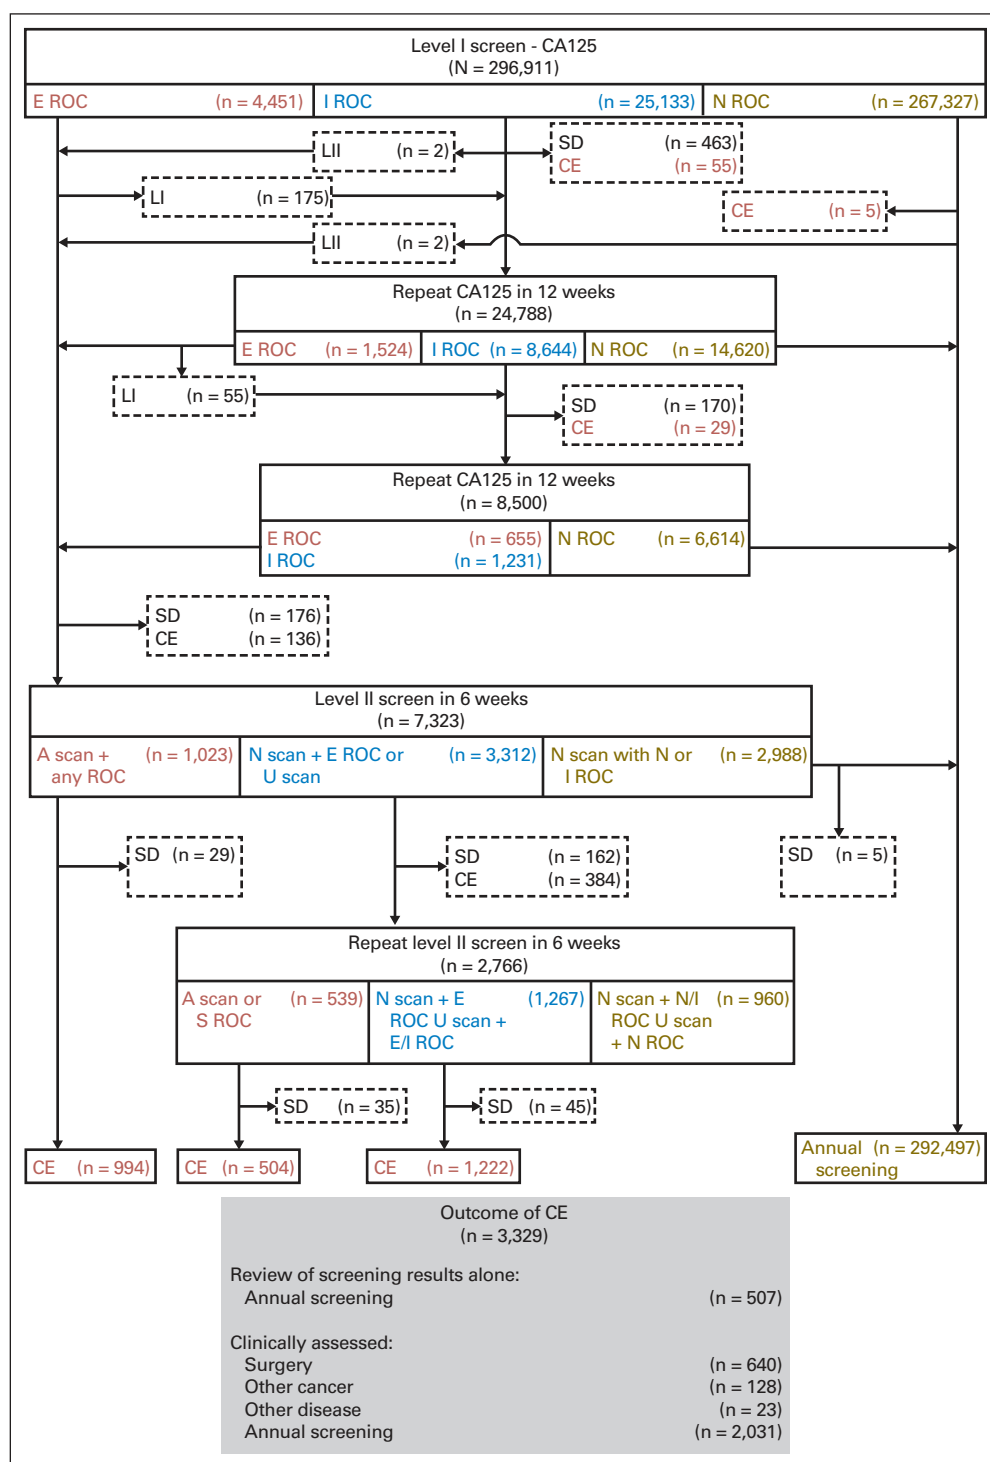 Level I screen - CA125
(N = 296,911)
E ROC (n = 4,451) I ROC (n = 25,133) N ROC (n = 267,327)
LII (n = 2)
SD (n = 463)
CE (n = 55)
LI (n = 175)
CE (n = 5)
LII (n = 2)
Repeat CA125 in 12 weeks
(n = 24,788)
E ROC (n = 1,524) I ROC (n = 8,644) N ROC (n = 14,620)
LI (n = 55)
SD (n = 170)
CE (n = 29)
Repeat CA125 in 12 weeks
(n = 8,500)
E ROC (n = 655) N ROC (n = 6,614)
I ROC (n = 1,231)
SD (n = 176)
CE (n = 136)
Level II screen in 6 weeks
(n = 7,323)
A scan + (n = 1,023) N scan + E ROC or (n = 3,312) N scan with N or (n = 2,988)
any ROC U scan I ROC
SD (n = 29)
SD (n = 162)
CE (n = 384)
SD (n = 5)
Repeat level II screen in 6 weeks
(n = 2,766)
A scan or (n = 539) N scan + E (1,267) N scan + N/I (n = 960)
S ROC ROC U scan + ROC U scan
E/I ROC + N ROC
SD (n = 35) SD (n = 45)
CE (n = 994) CE (n = 504) CE (n = 1,222) Annual (n = 292,497)
screening
Outcome of CE
(n = 3,329)
Review of screening results alone:
Annual screening (n = 507)
Clinically assessed:
Surgery (n = 640)
Other cancer (n = 128)
Other disease (n = 23)
Annual screening (n = 2,031)